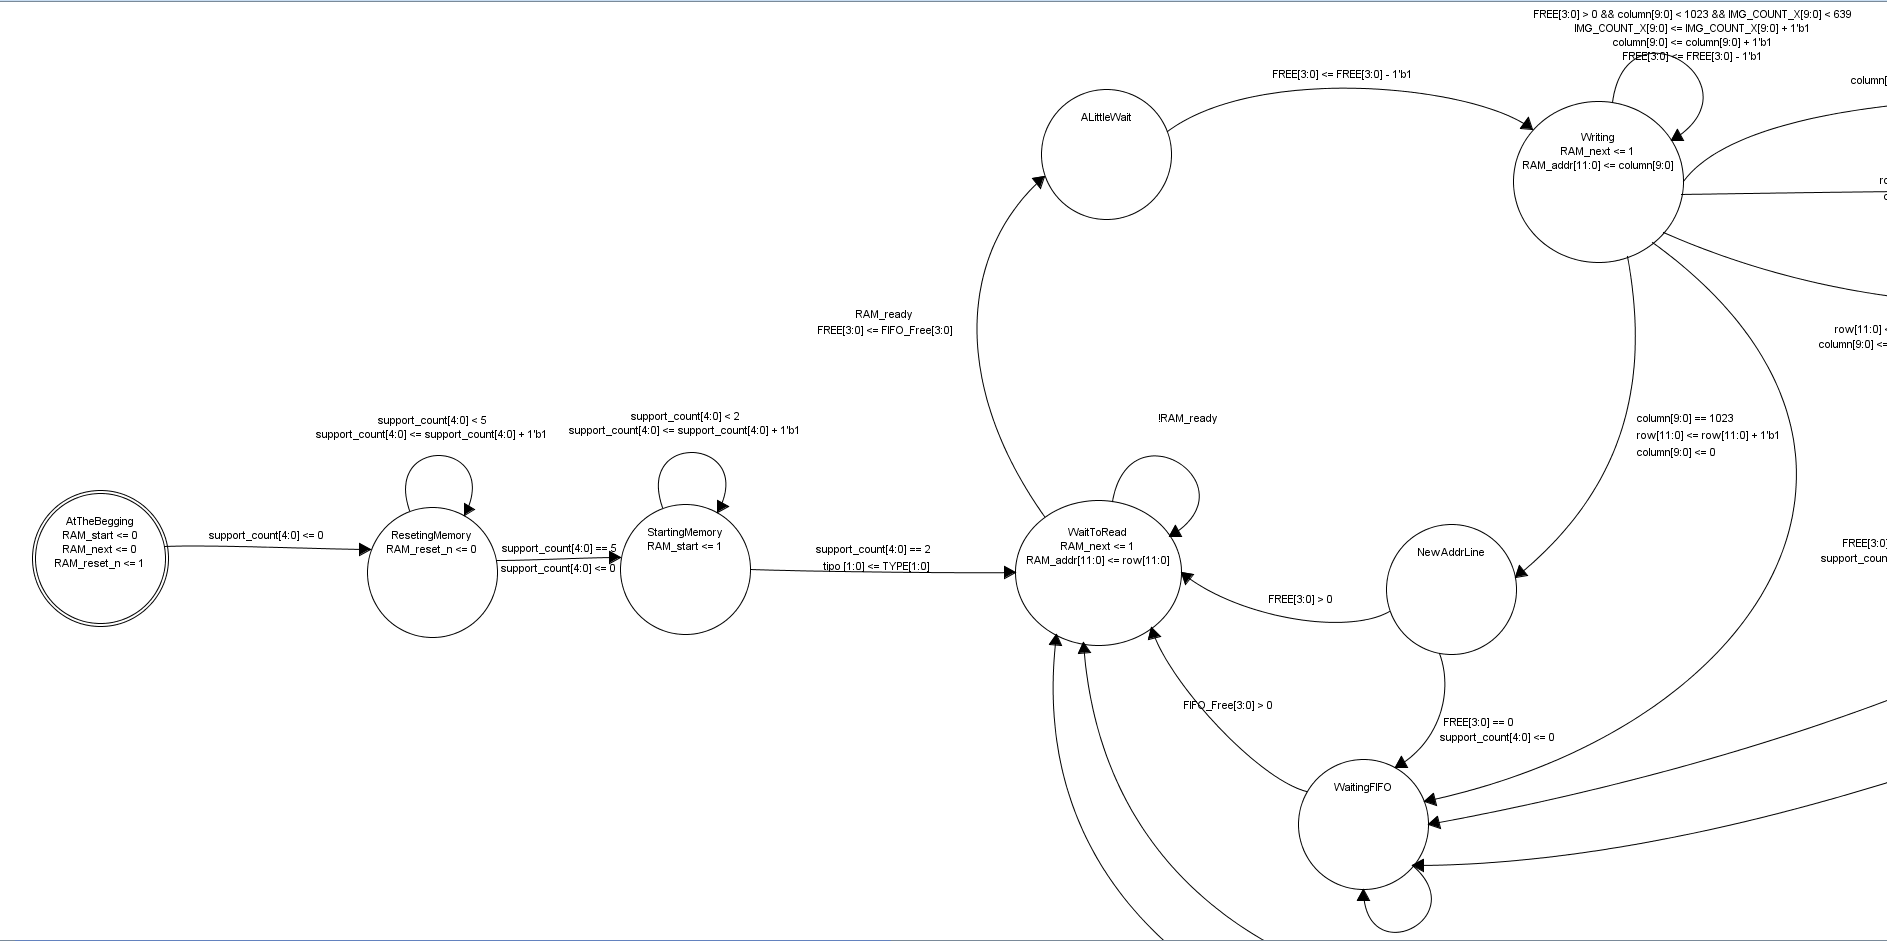 FREE[3:0] > 0 && column[9:0] < 1023 && IMG_COUNT_X[9:0] < 639
IMG_COUNT_X[9:0] <= IMG_COUNT_X[9:0] + 1'b1
column[9:0] <= column[9:0] + 1'b1
FREE[3:0] <= FREE[3:0] - 1'b1
FREE[3:0] <= FREE[3:0] - 1'b1
column[
ALittleWait
Writing
RAM_next <= 1
RAM_addr[11:0] <= column[9:0]
RAM_ready
FREE[3:0] <= FIFO_Free[3:0]
row[11:0] <
column[9:0] <=
support_count[4:0] < 5
support_count[4:0] <= support_count[4:0] + 1'b1
support_count[4:0] < 2
support_count[4:0] <= support_count[4:0] + 1'b1
!RAM_ready
column[9:0] == 1023
row[11:0] <= row[11:0] + 1'b1
column[9:0] <= 0
AtTheBegging
RAM_start <= 0
RAM_next <= 0
RAM_reset_n <= 1
support_count[4:0] <= 0
ResetingMemory
RAM_reset_n <= 0
support_count[4:0] == 5
support_count[4:0] <= 0
StartingMemory
RAM_start <= 1
support_count[4:0] == 2
tipo [1:0] <= TYPE[1:0]
WaitToRead
RAM_next <= 1
RAM_addr[11:0] <= row[11:0]
NewAddrLine
FREE[3:0]
support_coun
FREE[3:0] > 0
FIFO_Free[3:0] > 0
FREE[3:0] == 0
support_count[4:0] <= 0
WaitingFIFO